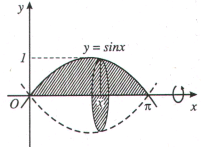 y
y = sinx
1
x
O
π
x